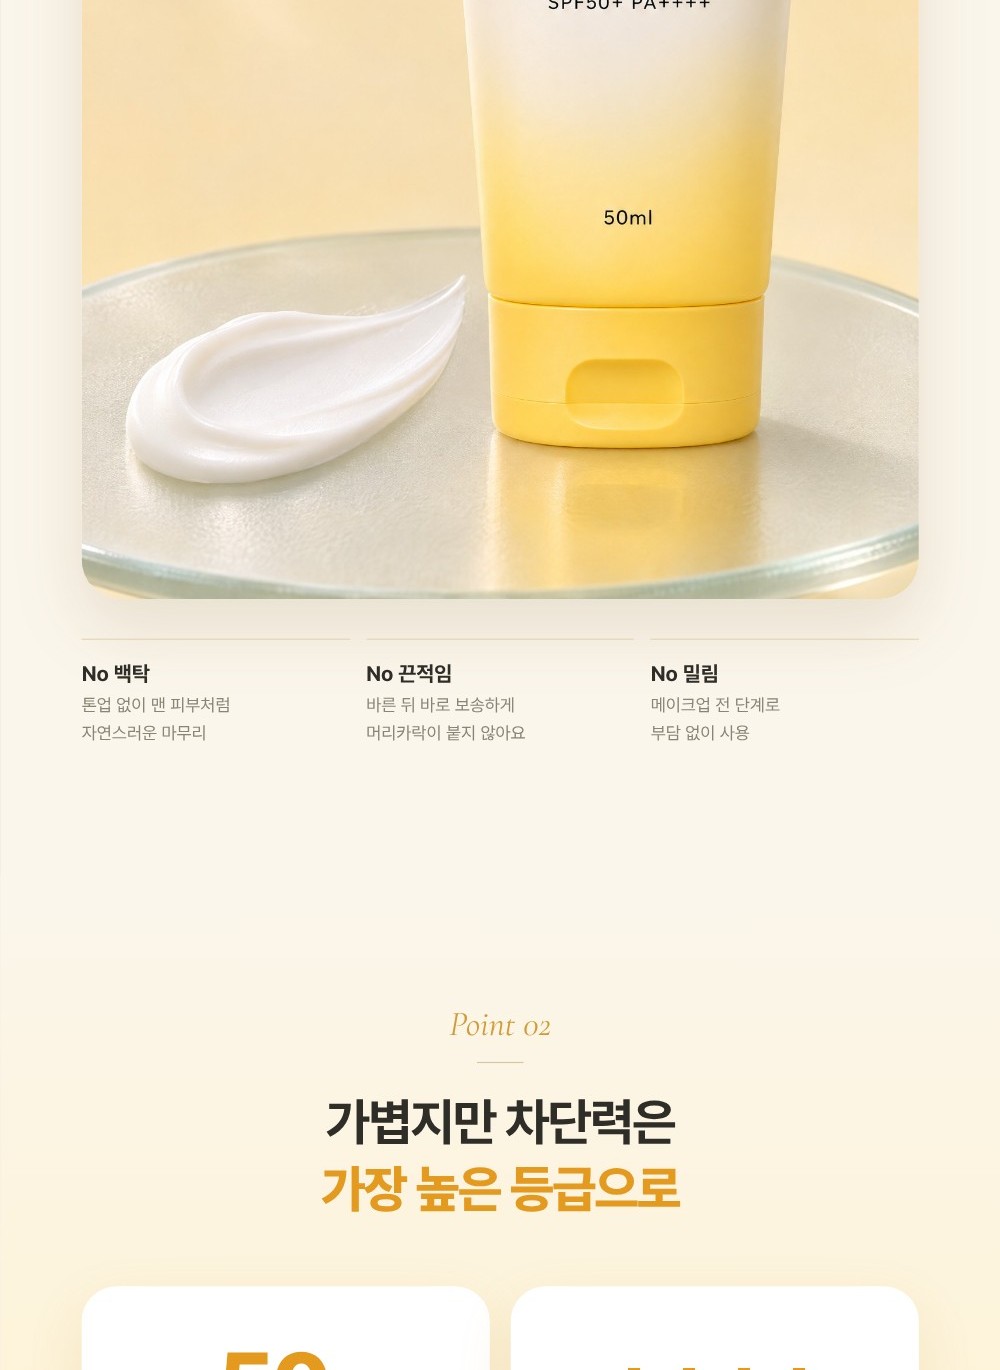 SPF50+ PA++++
50ml
No 백탁
톤업 없이 맨 피부처럼
자연스러운 마무리
No 끈적임
바른 뒤 바로 보송하게
머리카락이 붙지 않아요
No 밀림
메이크업 전 단계로
부담 없이 사용
Point 02
가볍지만 차단력은
가장 높은 등급으로
50